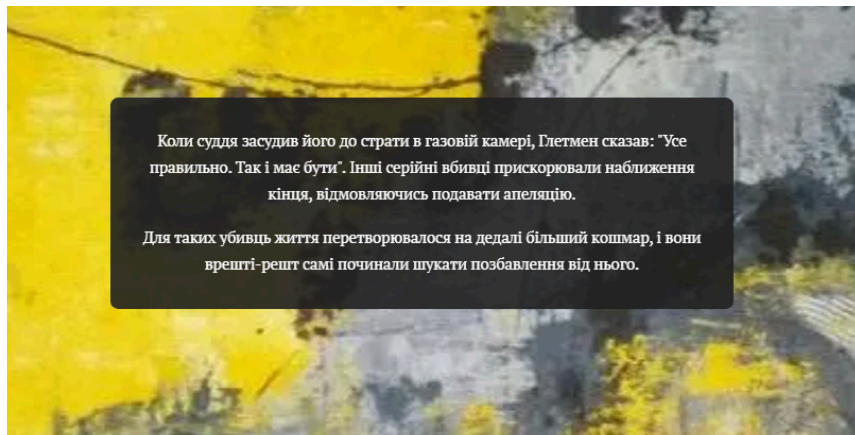 Коли суддя засудив його до страти в газовій камері, Глетмен сказав: "Усе
правильно. Так і має бути". Інші серійні вбивці прискорювали наближення
кінця, відмовляючись подавати апеляцію.
Для таких убивць життя перетворювалося на дедалі більший кошмар, і вони
врешті-решт самі починали шукати позбавлення від нього.